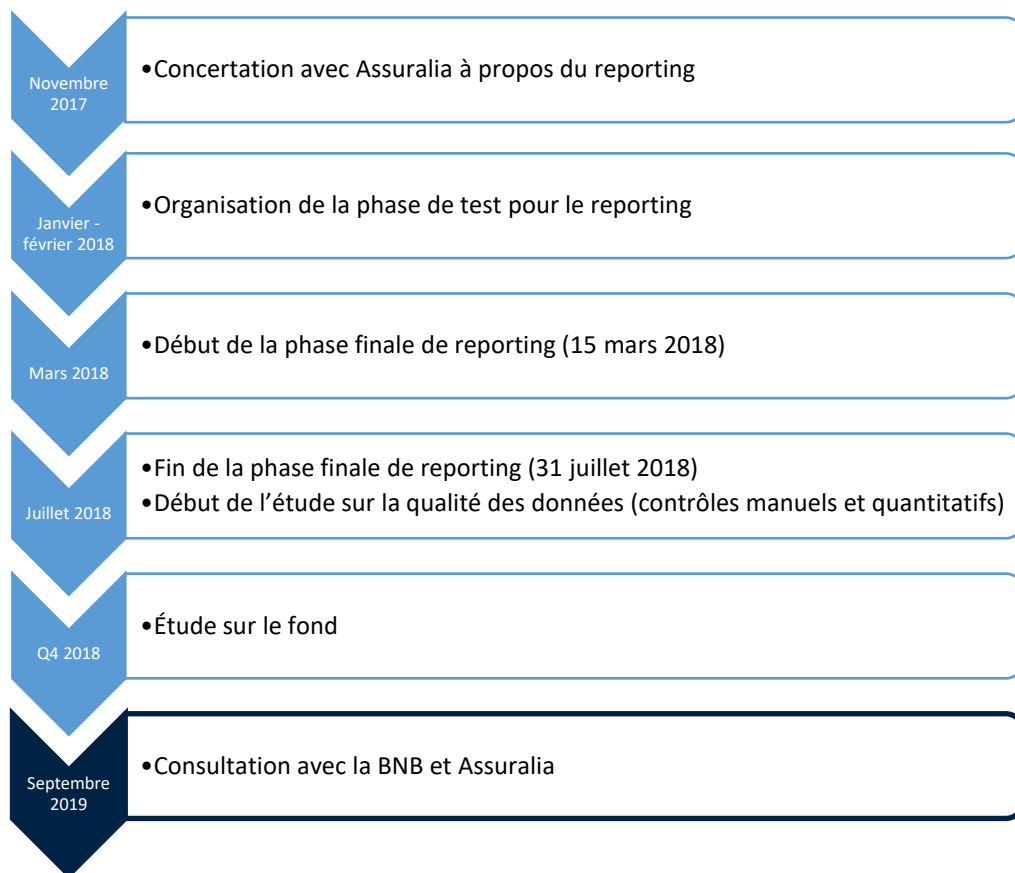 Novembre
2017
•Concertation avec Assuralia à propos du reporting
Janvier -
février 2018
•Organisation de la phase de test pour le reporting
Mars 2018
•Début de la phase finale de reporting (15 mars 2018)
Juillet 2018
•Fin de la phase finale de reporting (31 juillet 2018)
•Début de l’étude sur la qualité des données (contrôles manuels et quantitatifs)
Q4 2018
•Étude sur le fond
Septembre
2019
•Consultation avec la BNB et Assuralia